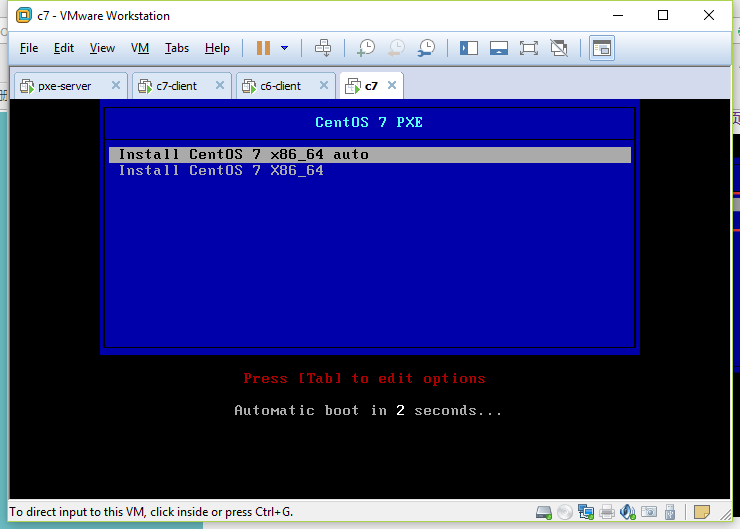 c7 - VMware Workstation
File Edit View VM Tabs Help
pxe-server c7-client c6-client c7
CentOS 7 PXE
Install CentOS 7 x86_64 auto
Install CentOS 7 X86_64
Press [Tab] to edit options
Automatic boot in 2 seconds...
To direct input to this VM, click inside or press Ctrl+G.